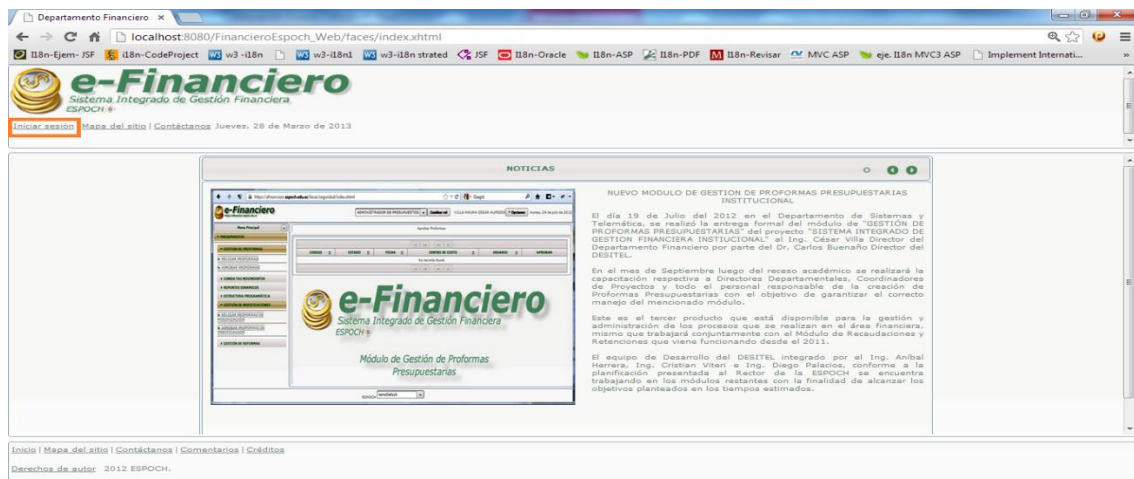 Departamento Financiero
localhost:8080/FinancieroEspoch_Web/faces/index.xhtml
I18n-Ejem- JSF i18n-CodeProject w3 -i18n w3-i18n1 w3-i18n strated JSF I18n-Oracle I18n-ASP I18n-PDF I18n-Revisar MVC ASP eje. I18n MVC3 ASP Implement Internati...
e-Financiero
Sistema Integrado de Gestión Financiera
ESPOCH
Iniciar sesión | Mapa del sitio | Contáctanos Jueves, 28 de Marzo de 2013
NOTICIAS
e-Financiero
Menu Principal
Aprobar Proformas
e-Financiero
Sistema Integrado de Gestión Financiera
ESPOCH
Módulo de Gestión de Proformas
Presupuestarias
NUEVO MODULO DE GESTION DE PROFORMAS PRESUPUESTARIAS
INSTITUCIONAL
El día 19 de Julio del 2012 en el Departamento de Sistemas y
Telemática, se realizó la entrega formal del módulo de "GESTIÓN DE
PROFORMAS PRESUPUESTARIAS" del proyecto "SISTEMA INTEGRADO DE
GESTION FINANCIERA INSTIUCIONAL" al Ing. César Villa Director del
Departamento Financiero por parte del Dr. Carlos Buenaño Director del
DESITEL.
En el mes de Septiembre luego del receso académico se realizará la
capacitación respectiva a Directores Departamentales, Coordinadores
de Proyectos y todo el personal responsable de la creación de
Proformas Presupuestarias con el objetivo de garantizar el correcto
manejo del mencionado módulo.
Este es el tercer producto que está disponible para la gestión y
administración de los procesos que se realizan en el área financiera,
mismo que trabajará conjuntamente con el Módulo de Recaudaciones y
Retenciones que viene funcionando desde el 2011.
El equipo de Desarrollo del DESITEL integrado por el Ing. Aníbal
Herrera, Ing. Cristian Viteri e Ing. Diego Palacios, conforme a la
planificación presentada al Rector de la ESPOCH se encuentra
trabajando en los módulos restantes con la finalidad de alcanzar los
objetivos planteados en los tiempos estimados.
Inicio | Mapa del sitio | Contáctanos | Comentarios | Créditos
Derechos de autor 2012 ESPOCH.